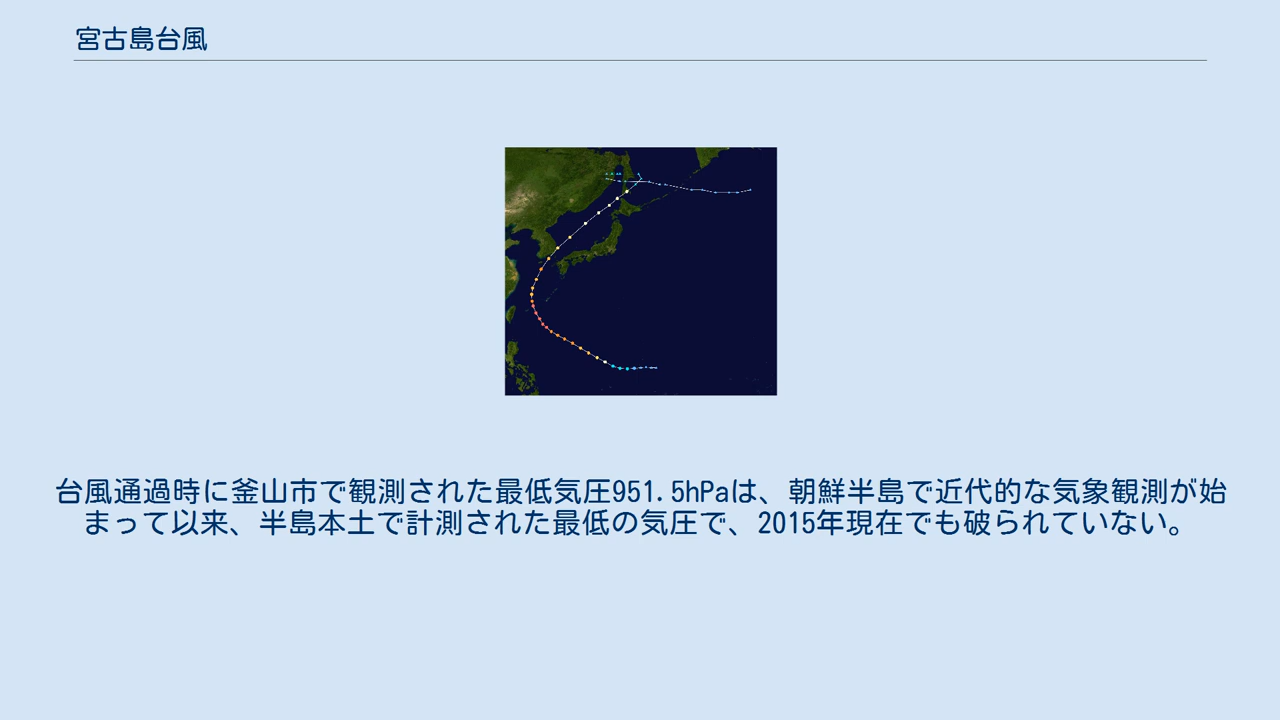 宮古島台風
台風通過時に釜山市で観測された最低気圧951.5hPaは、朝鮮半島で近代的な気象観測が始
まって以来、半島本土で計測された最低の気圧で、2015年現在でも破られていない。